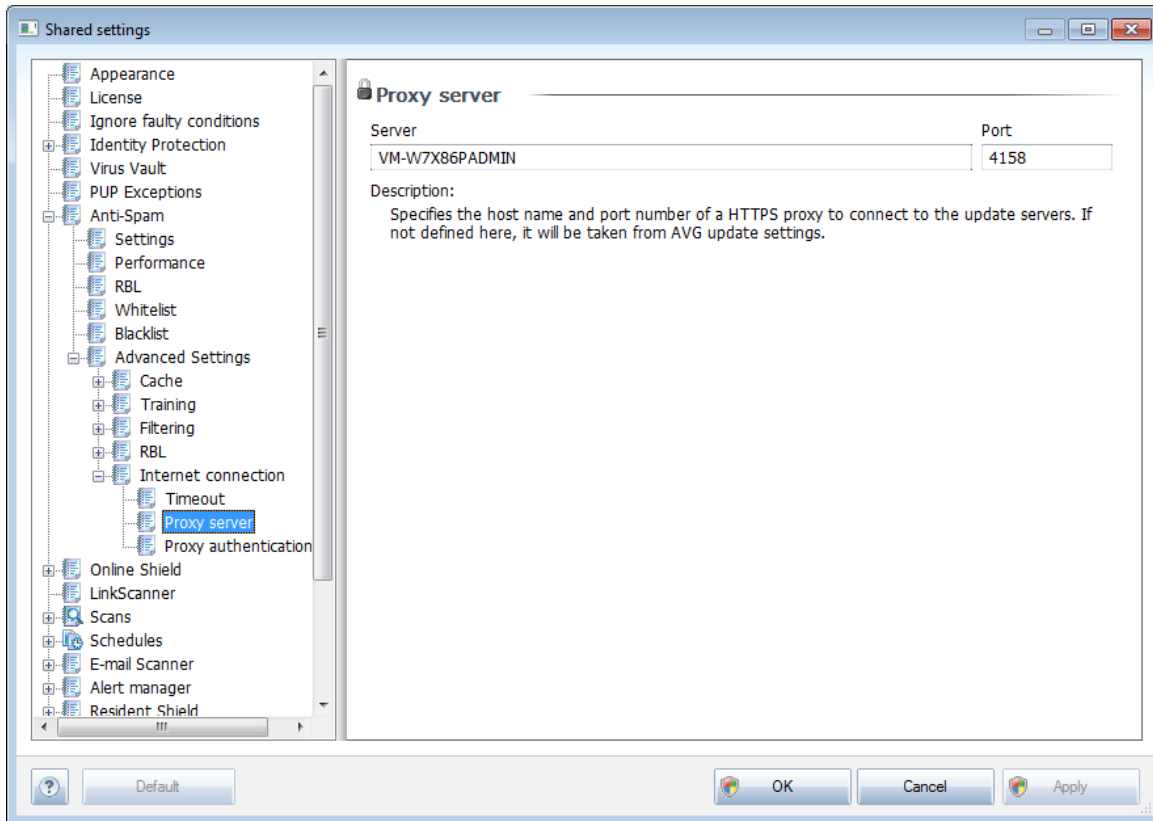 Shared settings
Appearance
License
Ignore faulty conditions
Identity Protection
Virus Vault
PUP Exceptions
Anti-Spam
Settings
Performance
RBL
Whitelist
Blacklist
Advanced Settings
Cache
Training
Filtering
RBL
Internet connection
Timeout
Proxy server
Proxy authentication
Online Shield
LinkScanner
Scans
Schedules
E-mail Scanner
Alert manager
Resident Shield
Proxy server
Server
Port
VM-W7X86PADMIN
4158
Description:
Specifies the host name and port number of a HTTPS proxy to connect to the update servers. If
not defined here, it will be taken from AVG update settings.
?
Default
OK
Cancel
Apply